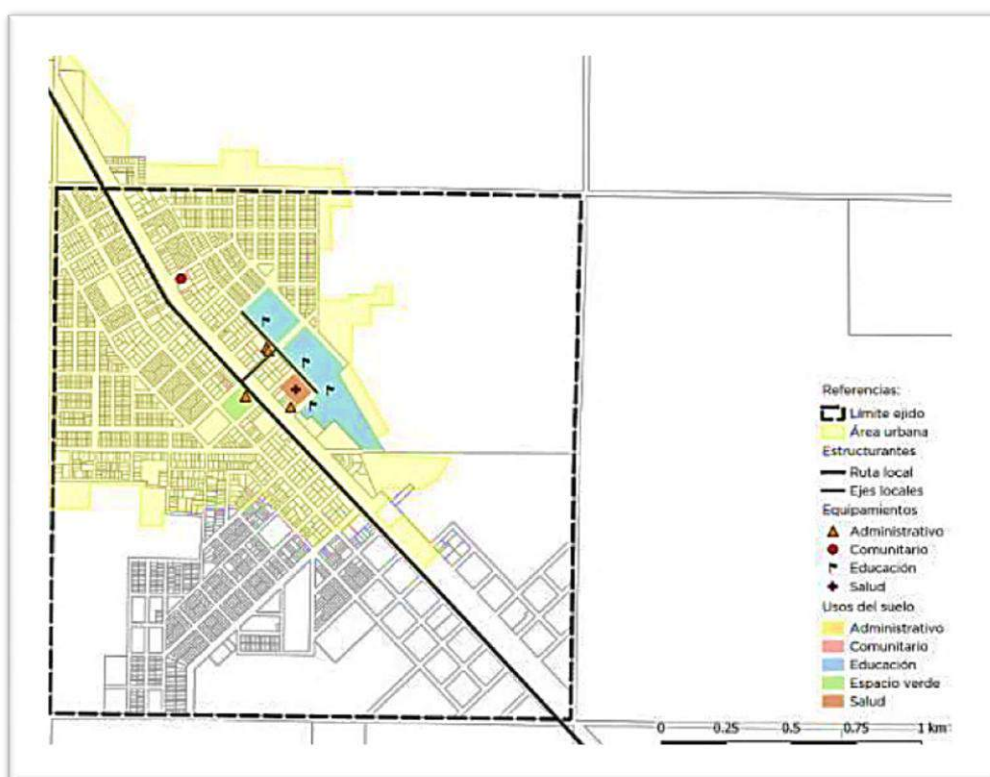 Referencias:
Límite ejido
Área urbana
Estructurantes
Ruta local
Ejes locales
Equipamientos
Administrativo
Comunitario
Educación
Salud
Usos del suelo
Administrativo
Comunitario
Educación
Espacio verde
Salud
0 0.25 0.5 0.75 1 km